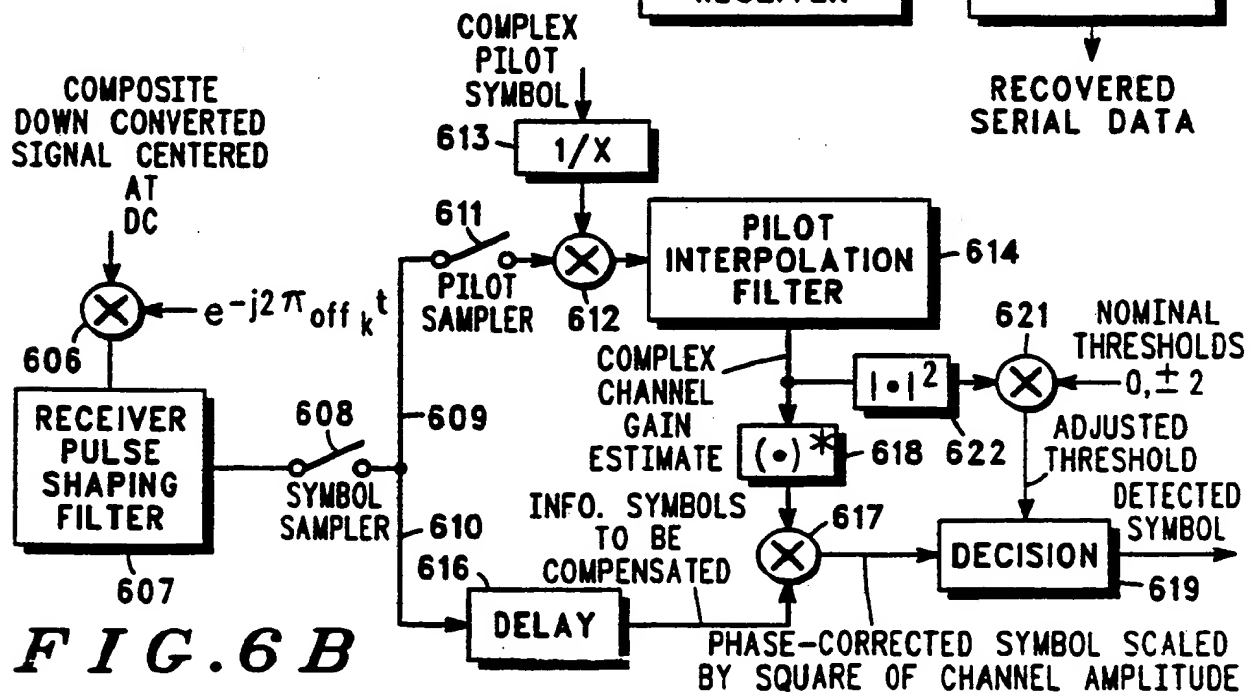 RECEIVER
RECOVERED
SERIAL DATA
COMPLEX
PILOT
SYMBOL
COMPOSITE
DOWN CONVERTED
SIGNAL CENTERED
AT
DC
613
1/X
611
PILOT
SAMPLER
612
PILOT
INTERPOLATION
FILTER
614
606
e^-j2π off_k t
621
NOMINAL
THRESHOLDS
0, ± 2
COMPLEX
CHANNEL
GAIN
ESTIMATE
|•|²
622
(•)*
618
ADJUSTED
THRESHOLD
DETECTED
SYMBOL
RECEIVER
PULSE
SHAPING
FILTER
607
608
SYMBOL
SAMPLER
609
610
INFO. SYMBOLS
TO BE
COMPENSATED
617
DECISION
619
616
DELAY
PHASE-CORRECTED SYMBOL SCALED
BY SQUARE OF CHANNEL AMPLITUDE
FIG.6B